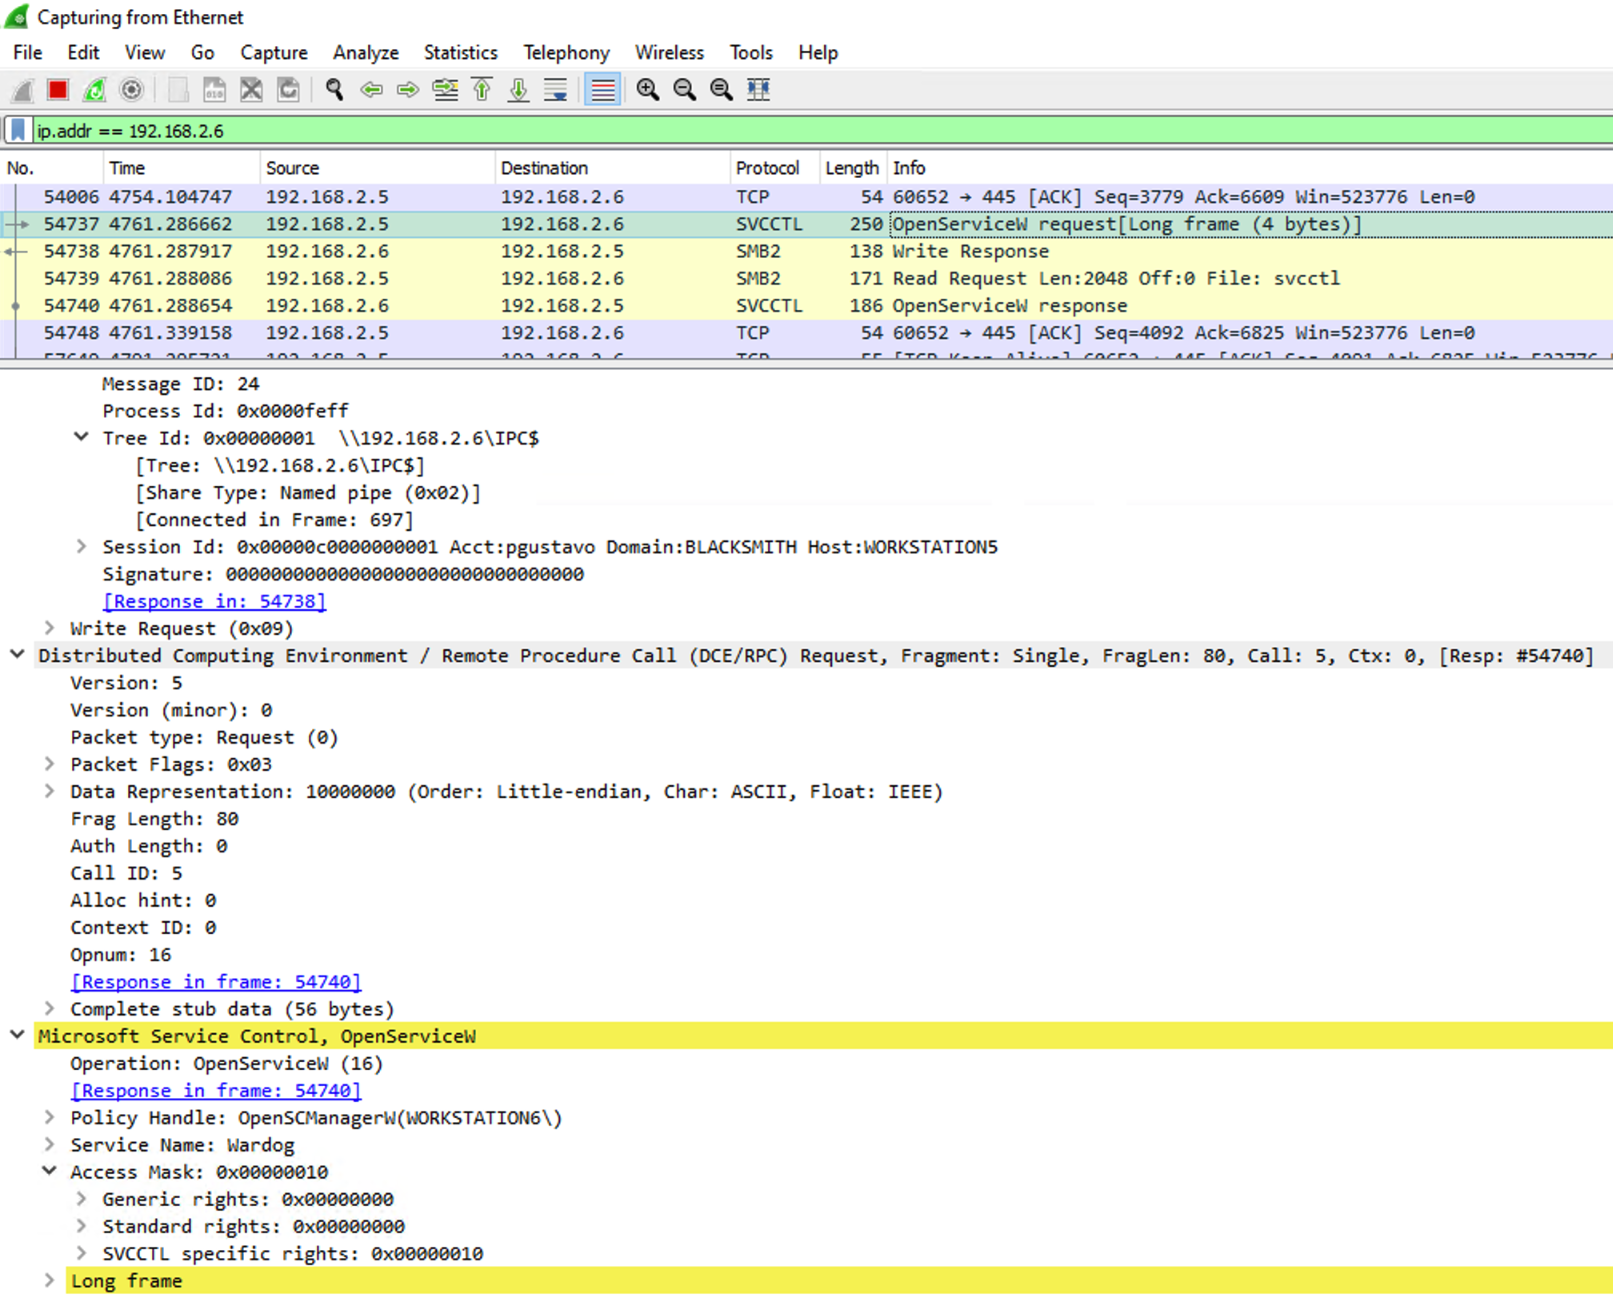 Capturing from Ethernet
File Edit View Go Capture Analyze Statistics Telephony Wireless Tools Help
ip.addr == 192.168.2.6
No. Time Source Destination Protocol Length Info
54006 4754.104747 192.168.2.5 192.168.2.6 TCP 54 60652 → 445 [ACK] Seq=3779 Ack=6609 Win=523776 Len=0
54737 4761.286662 192.168.2.5 192.168.2.6 SVCCTL 250 OpenServiceW request[Long frame (4 bytes)]
54738 4761.287917 192.168.2.6 192.168.2.5 SMB2 138 Write Response
54739 4761.288086 192.168.2.5 192.168.2.6 SMB2 171 Read Request Len:2048 Off:0 File: svcctl
54740 4761.288654 192.168.2.6 192.168.2.5 SVCCTL 186 OpenServiceW response
54748 4761.339158 192.168.2.5 192.168.2.6 TCP 54 60652 → 445 [ACK] Seq=4092 Ack=6825 Win=523776 Len=0
Message ID: 24
Process Id: 0x0000feff
Tree Id: 0x00000001 \\192.168.2.6\IPC$
[Tree: \\192.168.2.6\IPC$]
[Share Type: Named pipe (0x02)]
[Connected in Frame: 697]
Session Id: 0x00000c0000000001 Acct:pgustavo Domain:BLACKSMITH Host:WORKSTATION5
Signature: 00000000000000000000000000000000
[Response in: 54738]
Write Request (0x09)
Distributed Computing Environment / Remote Procedure Call (DCE/RPC) Request, Fragment: Single, FragLen: 80, Call: 5, Ctx: 0, [Resp: #54740]
Version: 5
Version (minor): 0
Packet type: Request (0)
Packet Flags: 0x03
Data Representation: 10000000 (Order: Little-endian, Char: ASCII, Float: IEEE)
Frag Length: 80
Auth Length: 0
Call ID: 5
Alloc hint: 0
Context ID: 0
Opnum: 16
[Response in frame: 54740]
Complete stub data (56 bytes)
Microsoft Service Control, OpenServiceW
Operation: OpenServiceW (16)
[Response in frame: 54740]
Policy Handle: OpenSCManagerW(WORKSTATION6\)
Service Name: Wardog
Access Mask: 0x00000010
Generic rights: 0x00000000
Standard rights: 0x00000000
SVCCTL specific rights: 0x00000010
Long frame